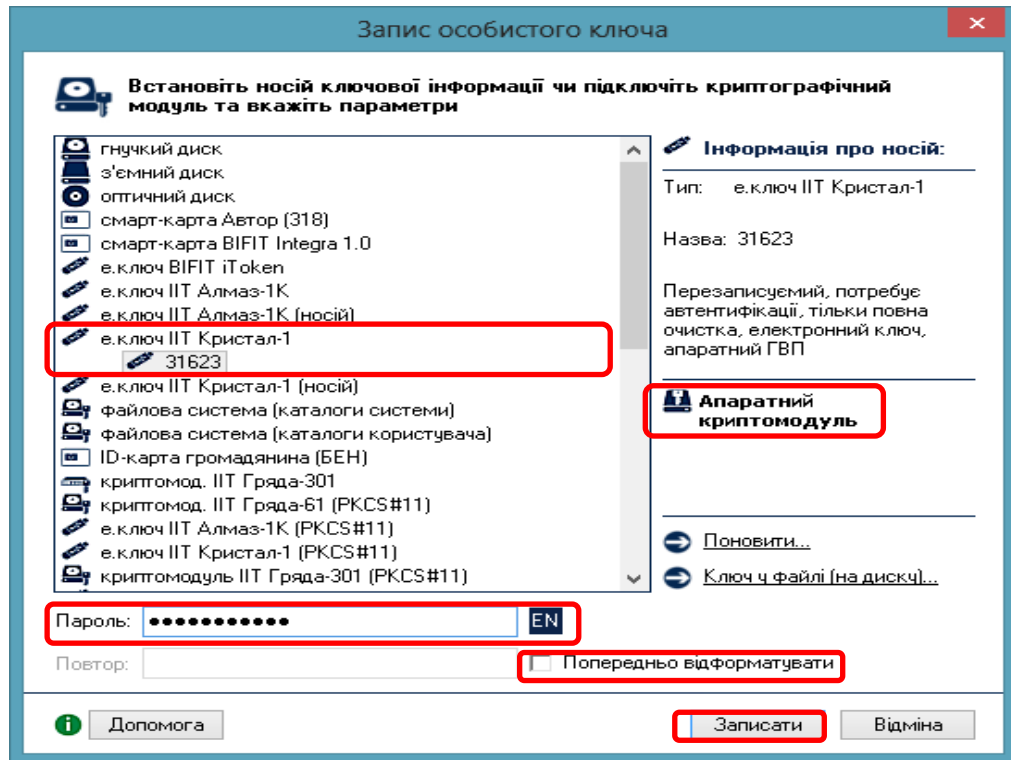 Запис особистого ключа
Встановіть носій ключової інформації чи підключіть криптографічний
модуль та вкажіть параметри
гнучкий диск
з'ємний диск
оптичний диск
смарт-карта Автор (318)
смарт-карта BIFIT Integra 1.0
е.ключ BIFIT iToken
е.ключ ІІТ Алмаз-1К
е.ключ ІІТ Алмаз-1К (носій)
е.ключ ІІТ Кристал-1
31623
е.ключ ІІТ Кристал-1 (носій)
файлова система (каталоги системи)
файлова система (каталоги користувача)
ID-карта громадянина (БЕН)
криптомод. ІІТ Гряда-301
криптомод. ІІТ Гряда-61 (PKCS#11)
е.ключ ІІТ Алмаз-1К (PKCS#11)
е.ключ ІІТ Кристал-1 (PKCS#11)
криптомодуль ІІТ Гряда-301 (PKCS#11)
Інформація про носій:
Тип: е.ключ ІІТ Кристал-1
Назва: 31623
Перезаписуємий, потребує
автентифікації, тільки повна
очистка, електронний ключ,
апаратний ГВП
Апаратний
криптомодуль
Поновити...
Ключ у файлі (на диску)...
Пароль: ●●●●●●●●●●● EN
Повтор: Попередньо відформатувати
Допомога Записати Відміна